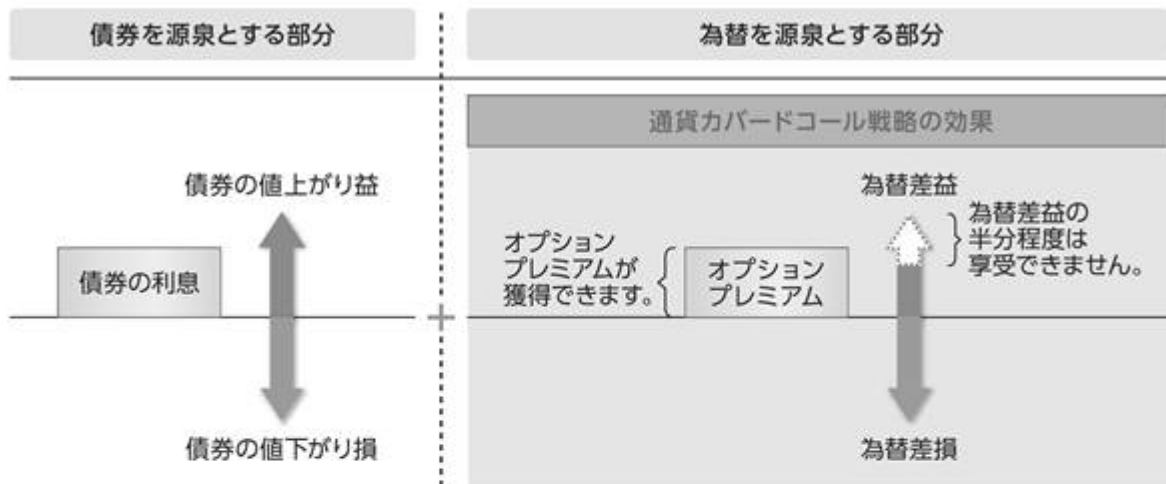 債券を源泉とする部分
為替を源泉とする部分
通貨カバードコール戦略の効果
債券の値上がり益
債券の利息
債券の値下がり損
為替差益
為替差益の
半分程度は
享受できません。
オプション
プレミアムが
獲得できます。
オプション
プレミアム
為替差損